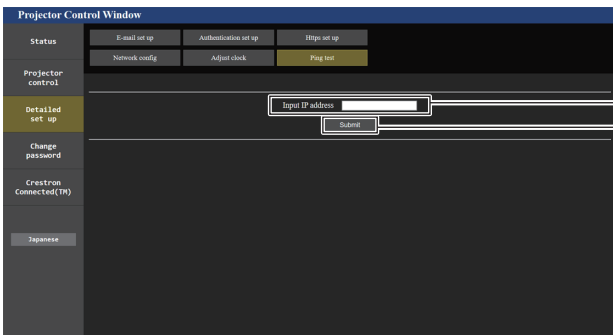 Projector Control Window
Status
E-mail set up
Authentication set up
Https set up
Network config
Adjust clock
Ping test
Projector
control
Detailed
set up
Change
password
Crestron
Connected(TM)
Japanese
Input IP address
Submit